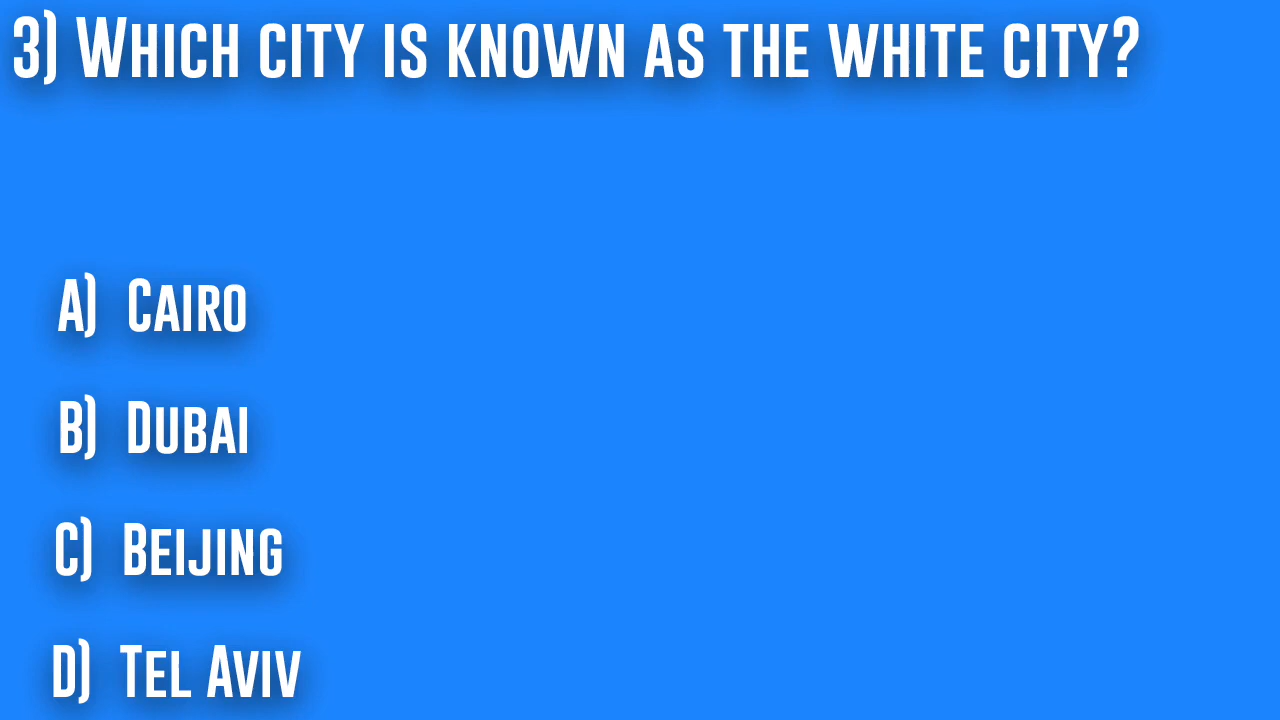 3) Which city is known as the white city?
A) Cairo
B) Dubai
C) Beijing
D) Tel Aviv